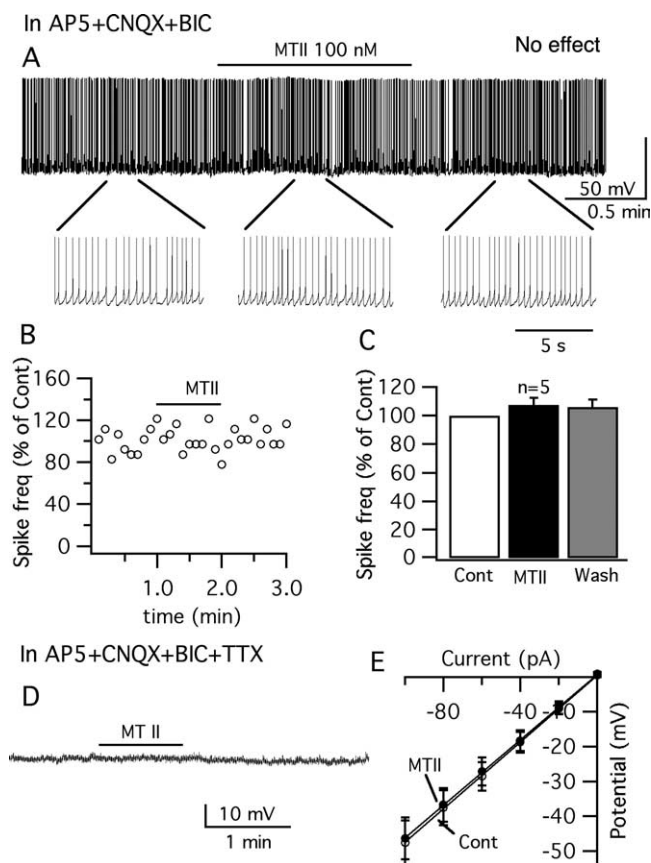 In AP5+CNQX+BIC
A
MTII 100 nM
No effect
50 mV
0.5 min
B
160
120
80
40
0
Spike freq (% of Cont)
MTII
1.0
2.0
3.0
time (min)
C
5 s
120
100
80
60
40
20
0
Spike freq (% of Cont)
n=5
Cont
MTII
Wash
In AP5+CNQX+BIC+TTX
D
MT II
10 mV
1 min
E
Current (pA)
-80
-40
-10
-20
-30
-40
-50
Potential (mV)
MTII
Cont